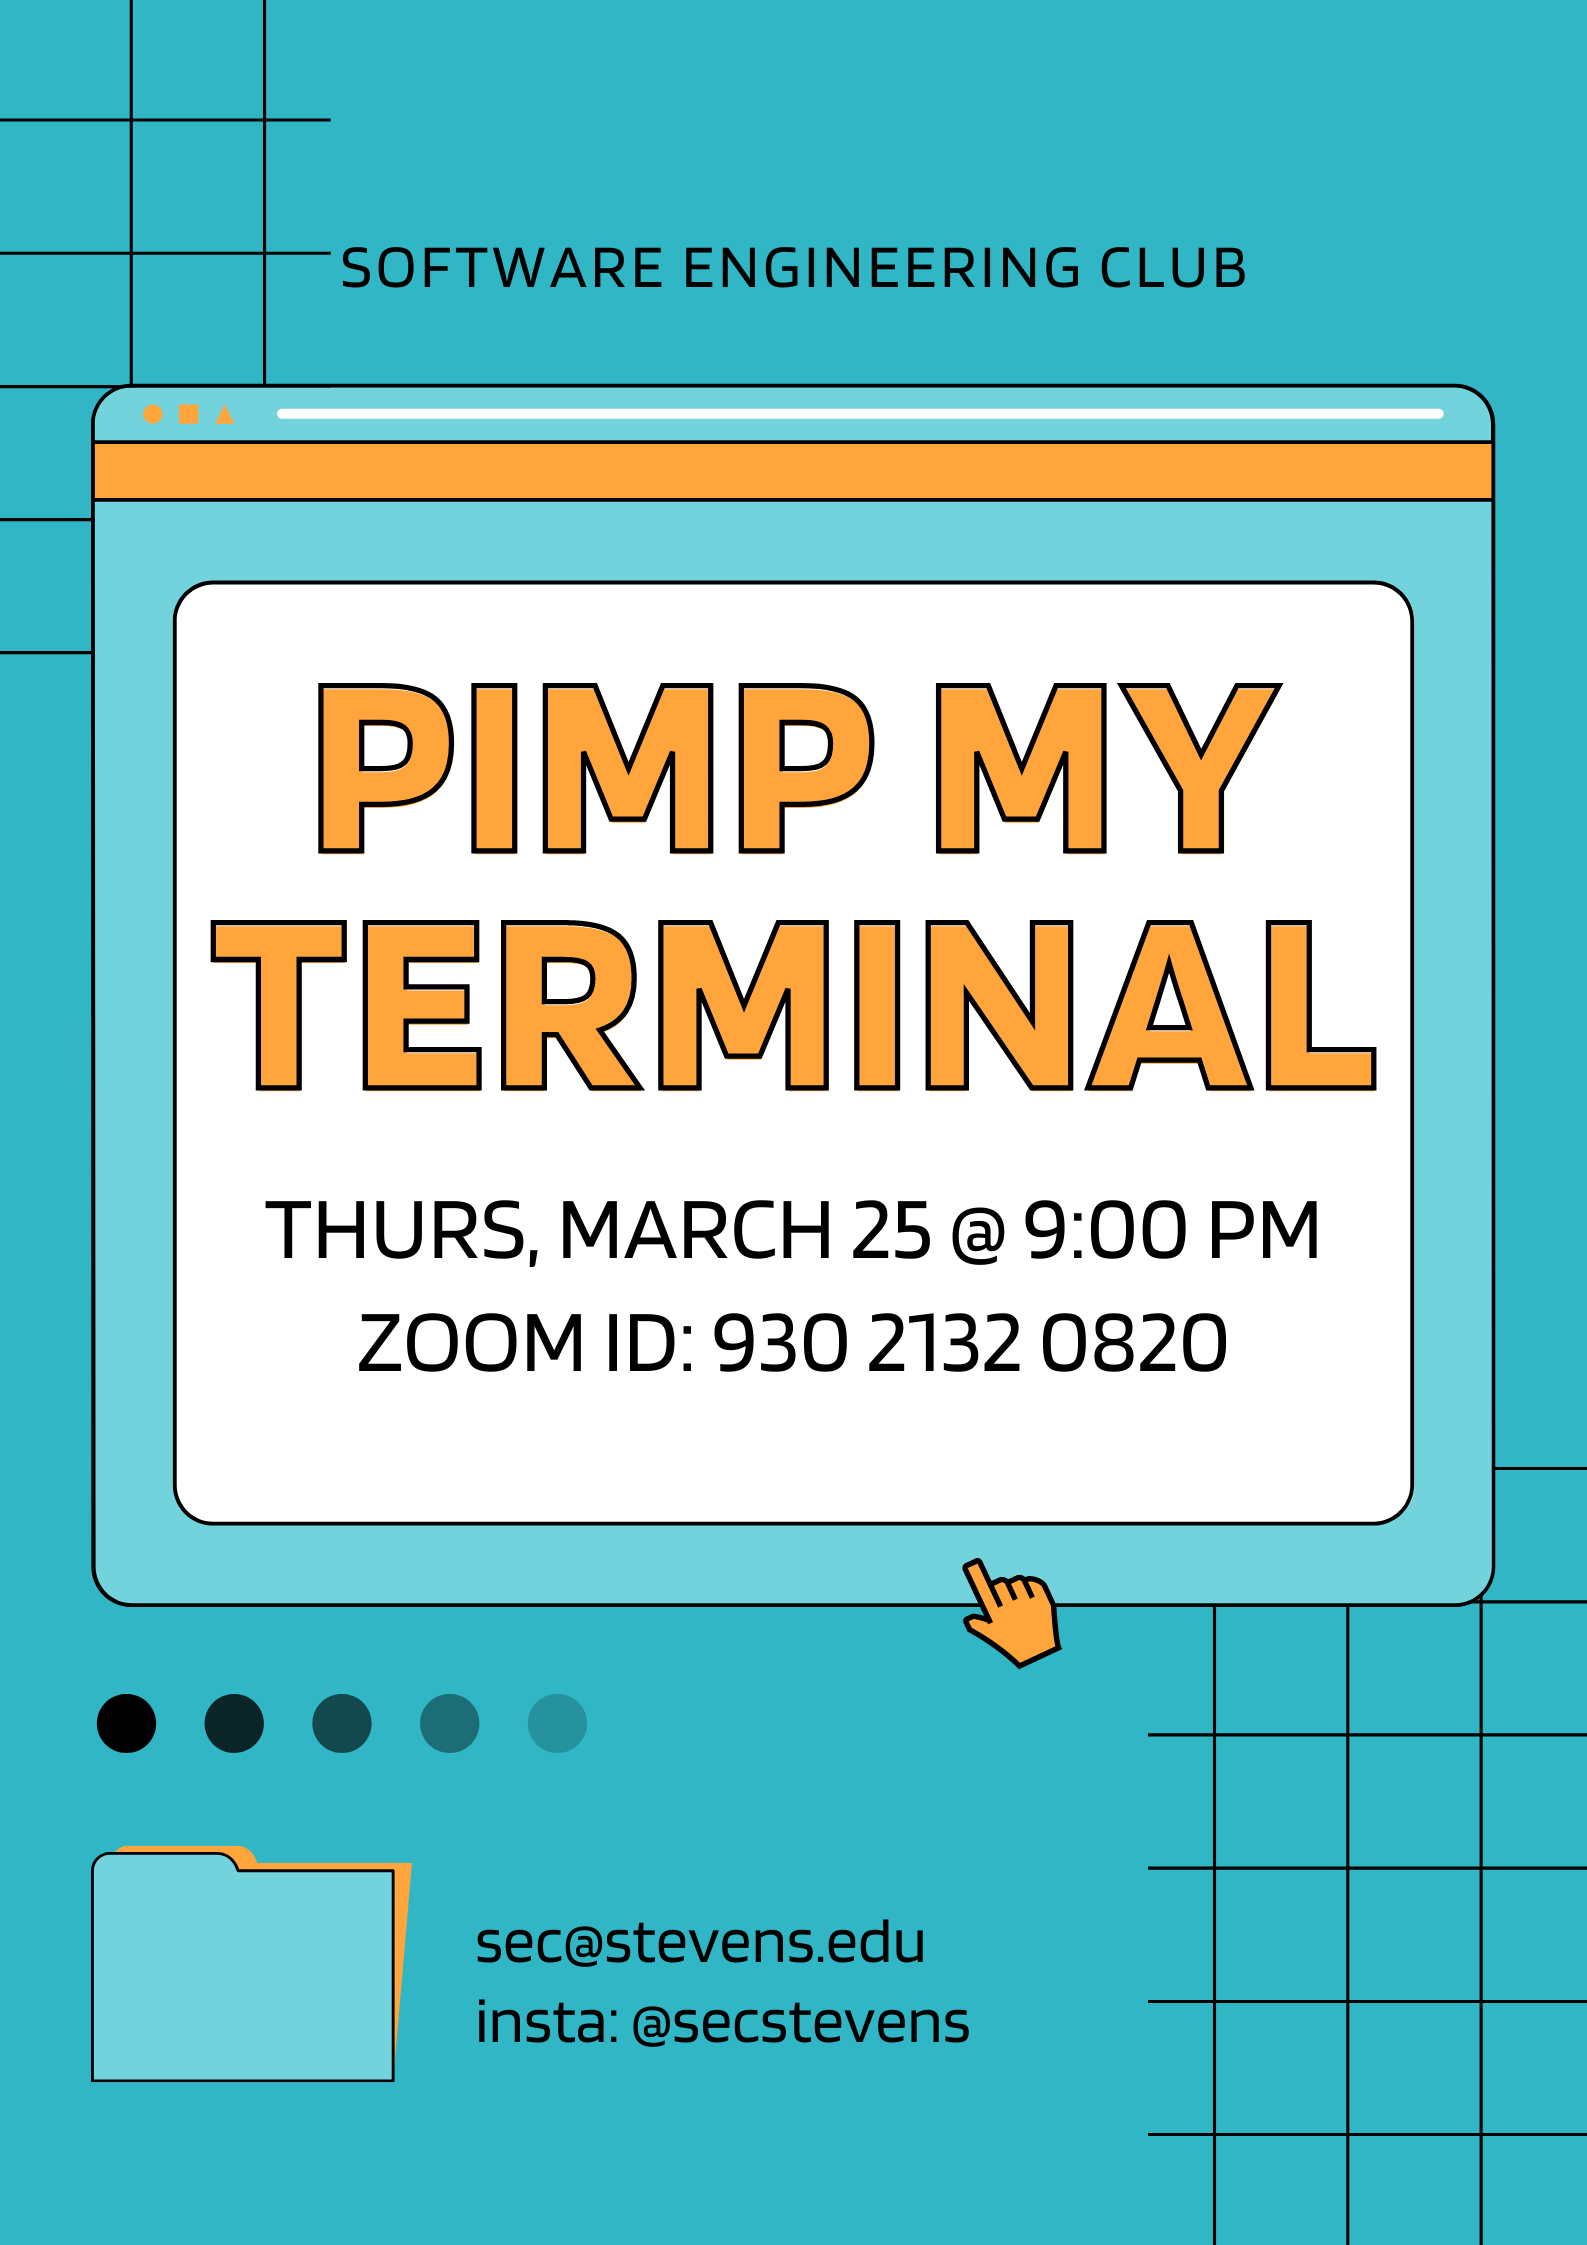 SOFTWARE ENGINEERING CLUB
PIMP MY
TERMINAL
THURS, MARCH 25 @ 9:00 PM
ZOOM ID: 930 2132 0820
sec@stevens.edu
insta: @secstevens